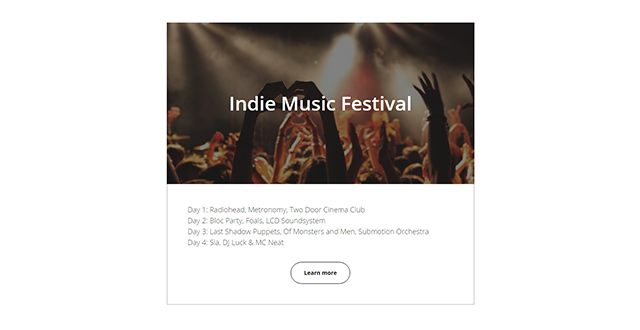 Indie Music Festival
Day 1: Radiohead, Metronomy, Two Door Cinema Club
Day 2: Bloc Party, Foals, LCD Soundsystem
Day 3: Last Shadow Puppets, Of Monsters and Men, Submotion Orchestra
Day 4: Sia, DJ Luck & MC Neat
Learn more